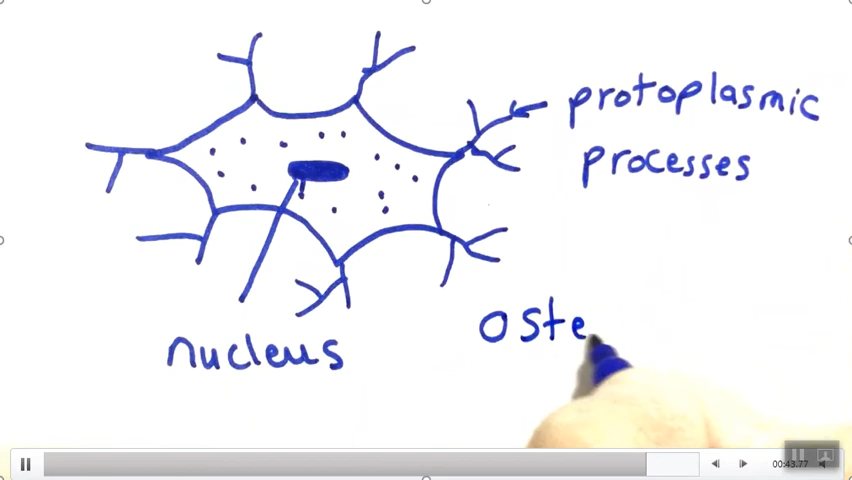 protoplasmic
processes
oste
nucleus
00:43.77